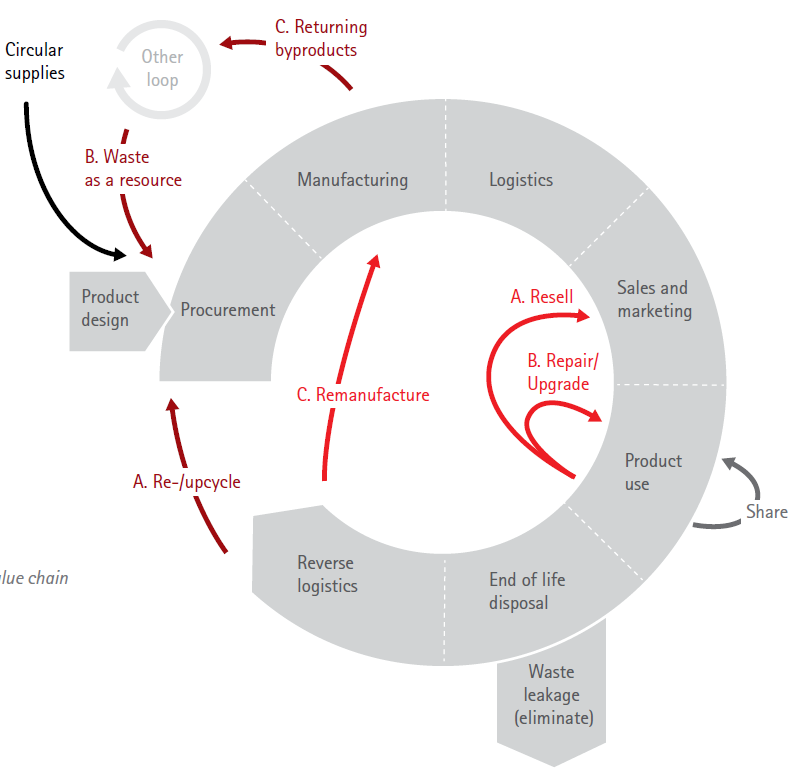 Circular
supplies
Other
loop
C. Returning
byproducts
B. Waste
as a resource
Manufacturing
Logistics
Product
design
Procurement
A. Resell
Sales and
marketing
B. Repair/
Upgrade
C. Remanufacture
Product
use
A. Re-/upcycle
Share
Reverse
logistics
End of life
disposal
chain
Waste
leakage
(eliminate)